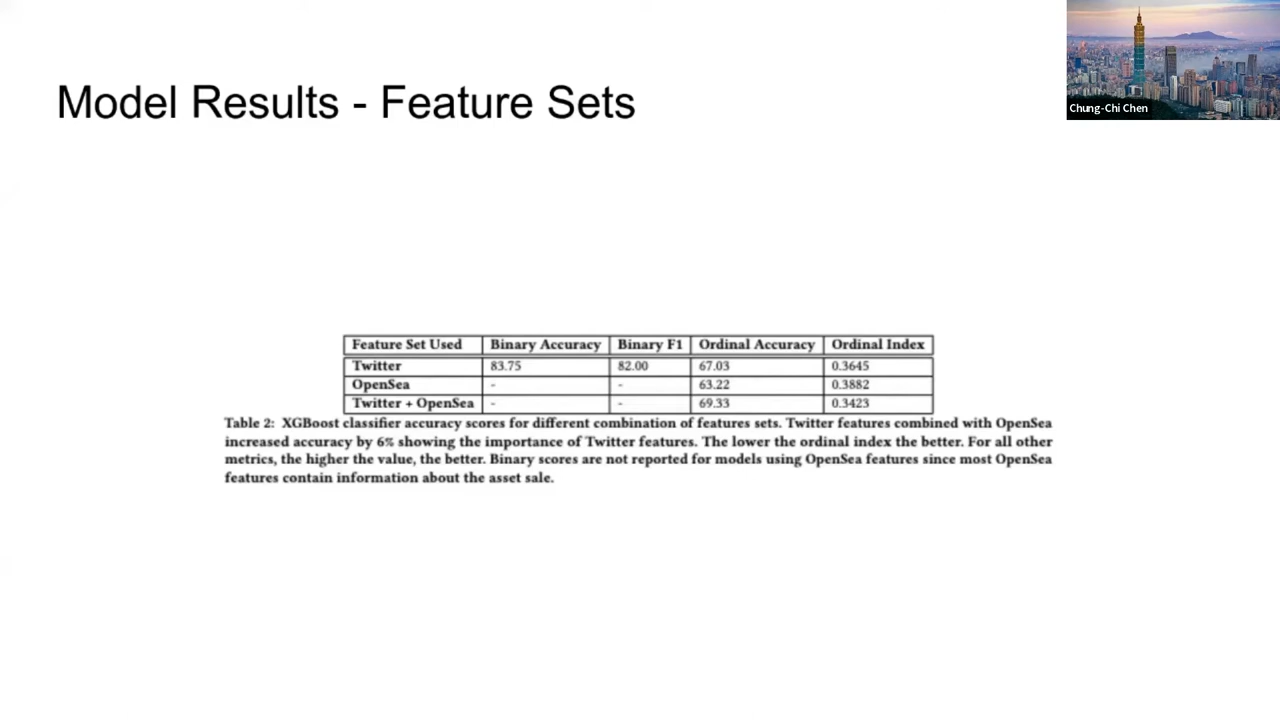 Model Results - Feature Sets
Chung-Chi Chen
Feature Set Used Binary Accuracy Binary F1 Ordinal Accuracy Ordinal Index
Twitter 83.75 82.00 67.03 0.3645
OpenSea - - 63.22 0.3882
Twitter + OpenSea - - 69.33 0.3423
Table 2: XGBoost classifier accuracy scores for different combination of features sets. Twitter features combined with OpenSea
increased accuracy by 6% showing the importance of Twitter features. The lower the ordinal index the better. For all other
metrics, the higher the value, the better. Binary scores are not reported for models using OpenSea features since most OpenSea
features contain information about the asset sale.